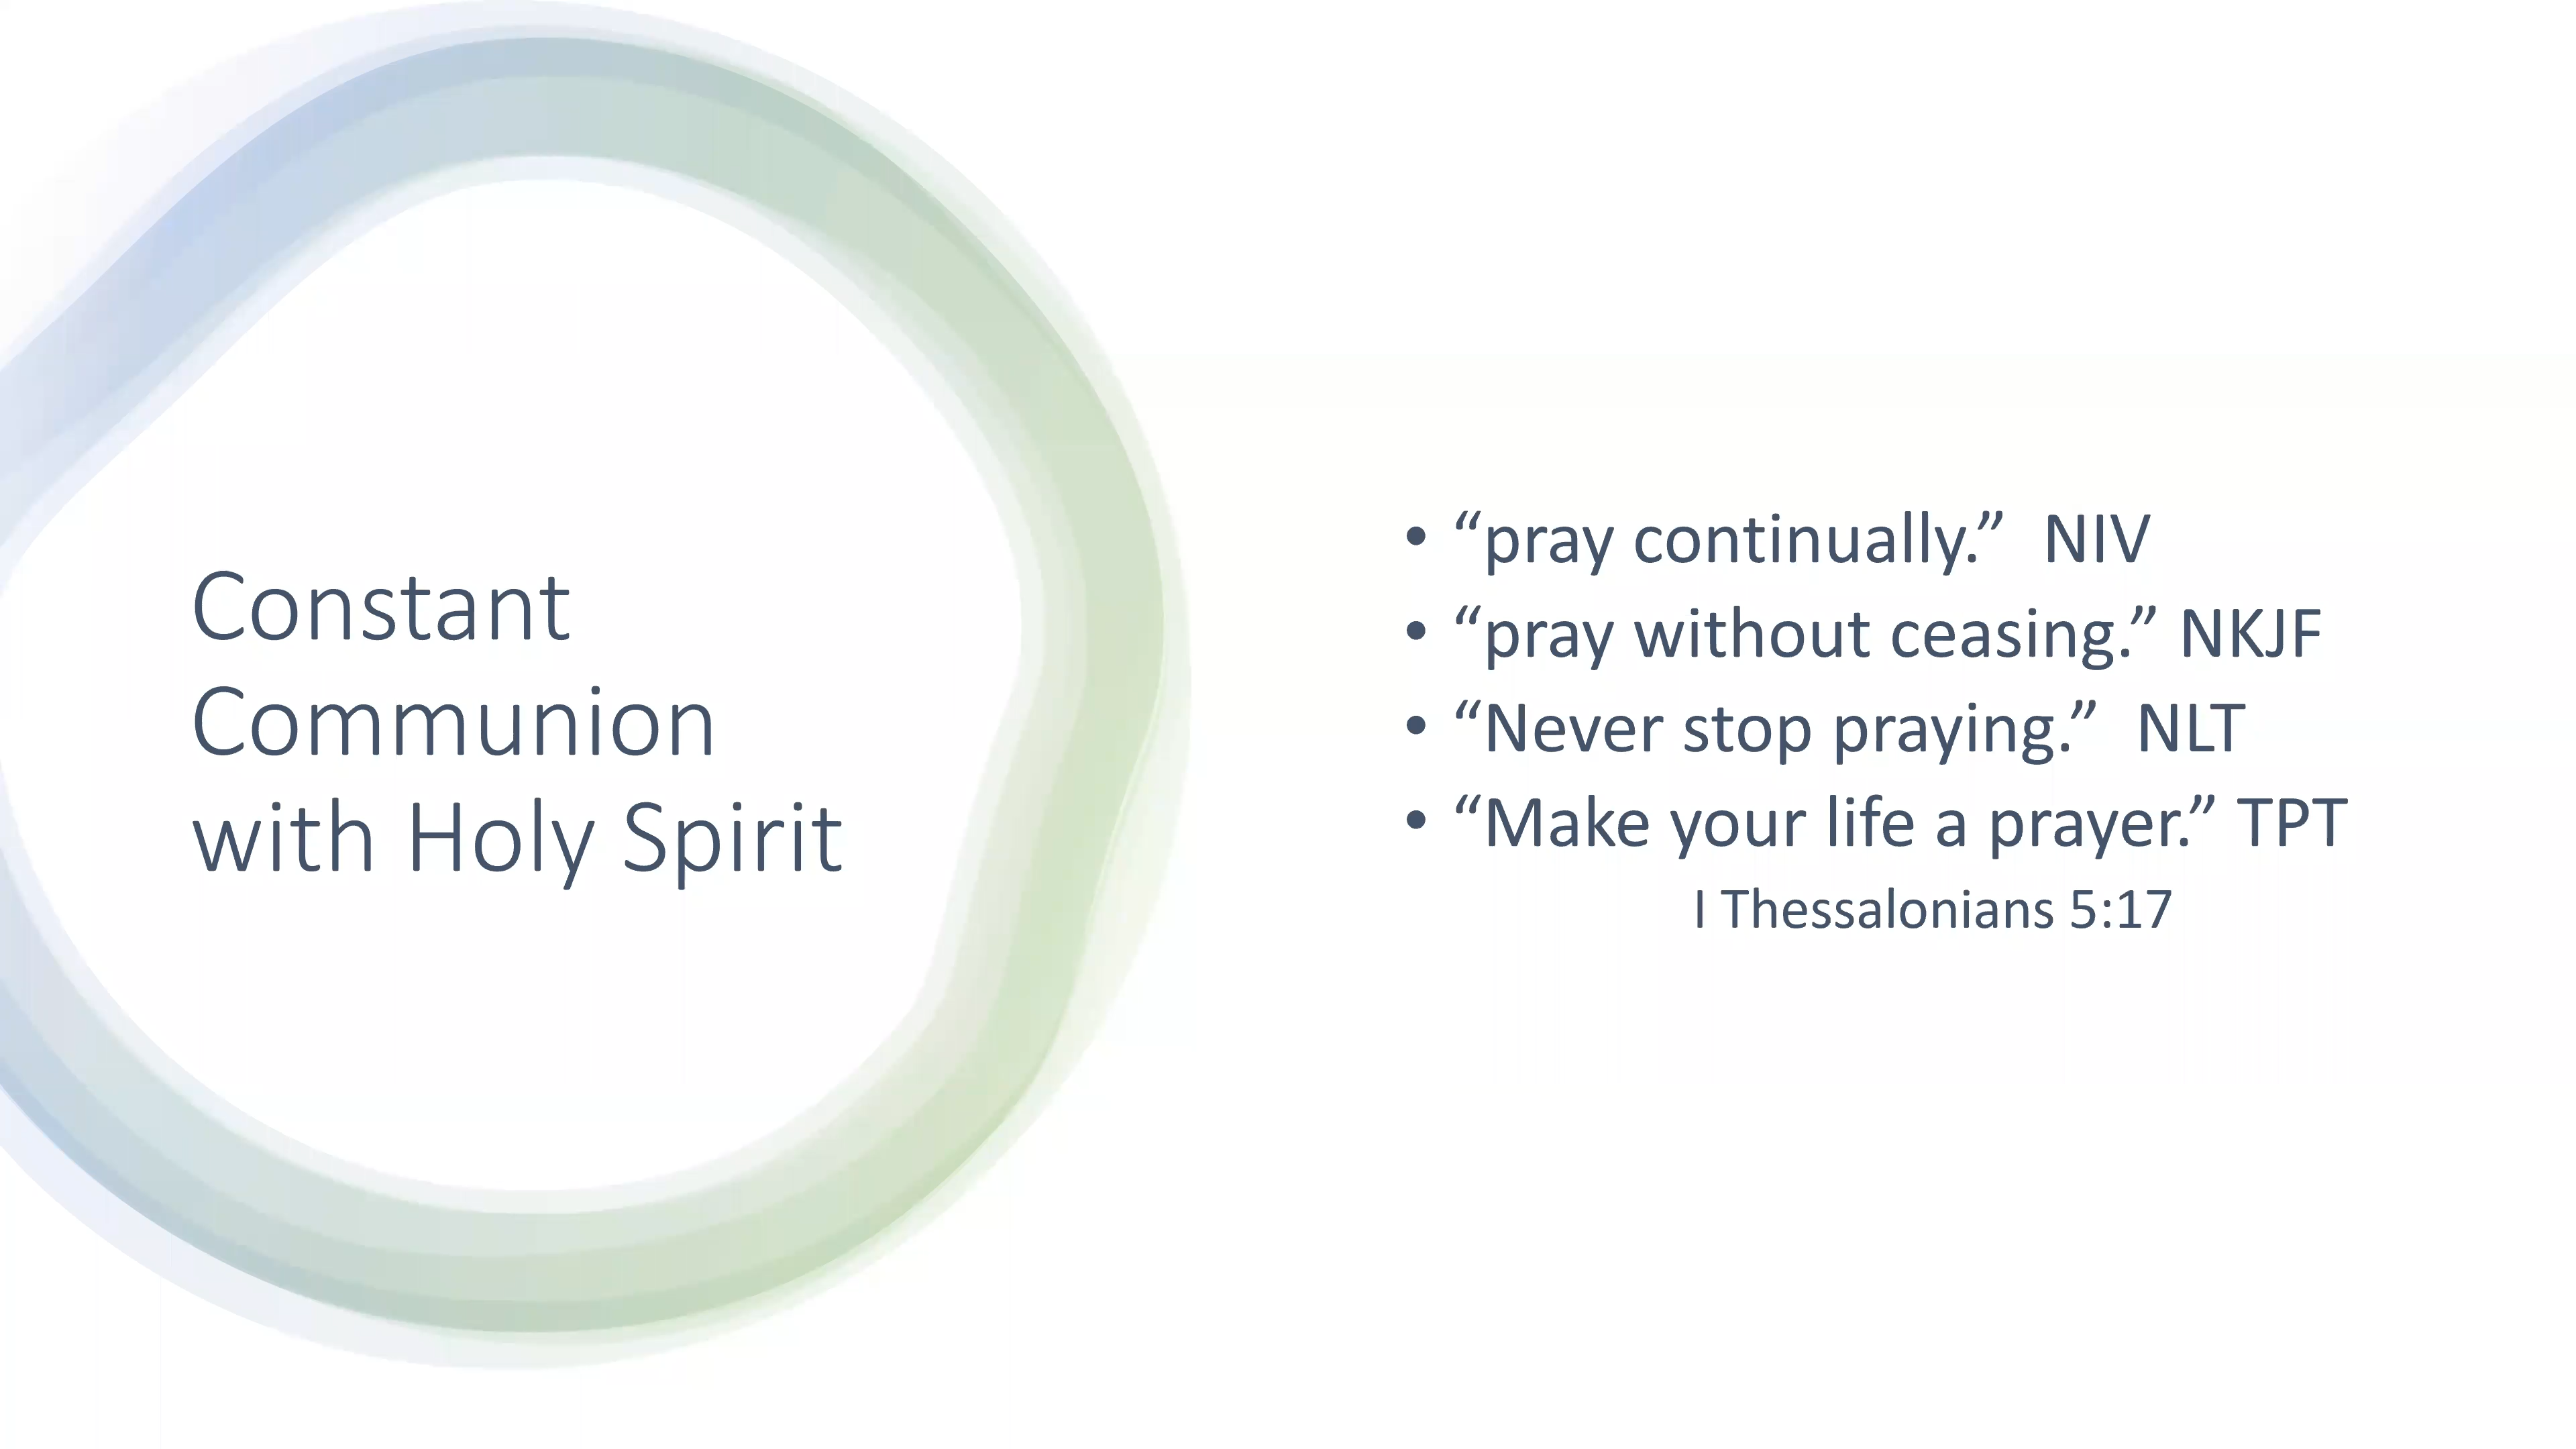 Constant
Communion
with Holy Spirit
• “pray continually.”  NIV
• “pray without ceasing.” NKJF
• “Never stop praying.”  NLT
• “Make your life a prayer.” TPT
I Thessalonians 5:17